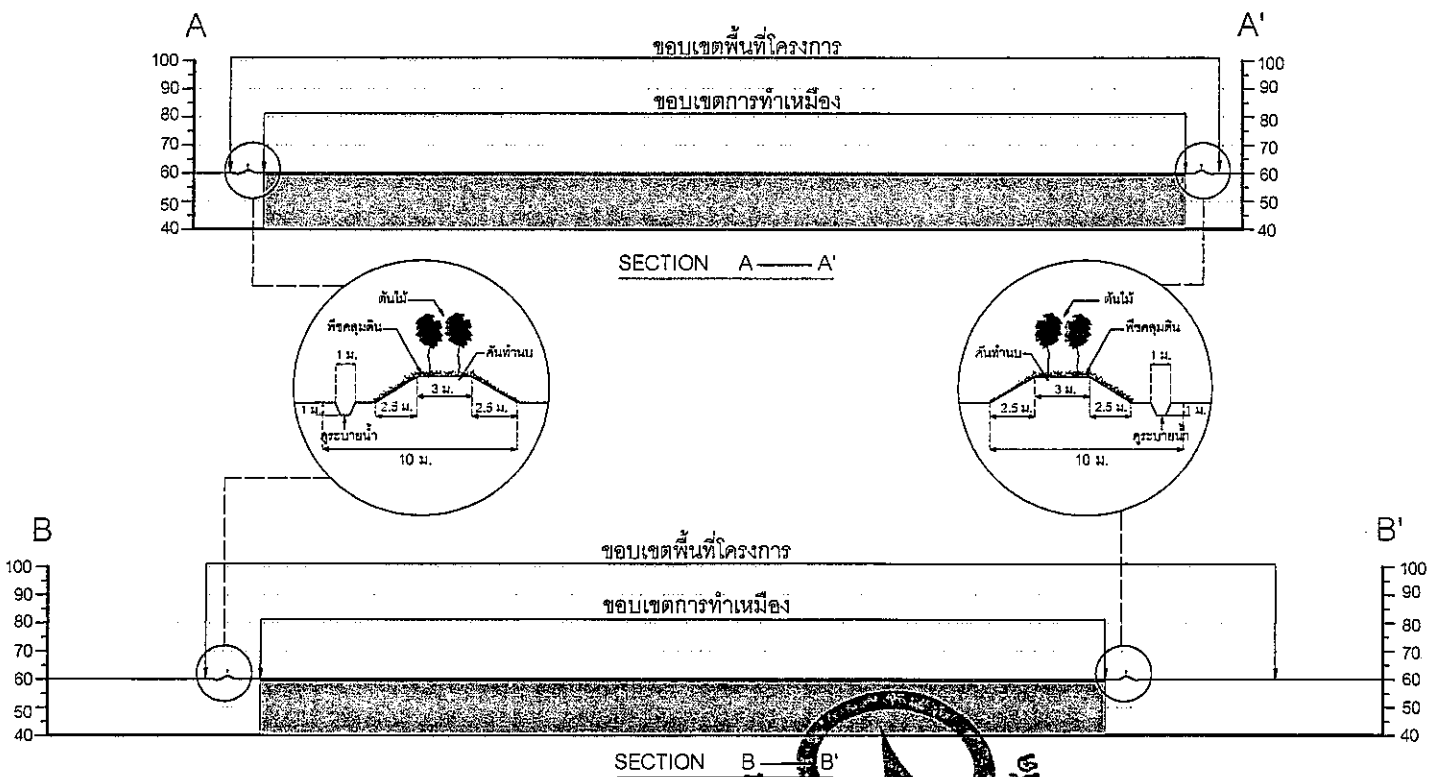 A
A'
ขอบเขตพื้นที่โครงการ
100
90
80
70
60
50
40
100
90
80
70
60
50
40
ขอบเขตการทำเหมือง
SECTION A — A'
ต้นไม้
พืชคลุมดิน
คันทำนบ
1 ม.
3 ม.
1 ม.
2.5 ม.
2.5 ม.
คูระบายน้ำ
10 ม.
ต้นไม้
พืชคลุมดิน
คันทำนบ
1 ม.
3 ม.
2.5 ม.
2.5 ม.
1 ม.
คูระบายน้ำ
10 ม.
B
B'
ขอบเขตพื้นที่โครงการ
100
90
80
70
60
50
40
100
90
80
70
60
50
40
ขอบเขตการทำเหมือง
SECTION B — B'